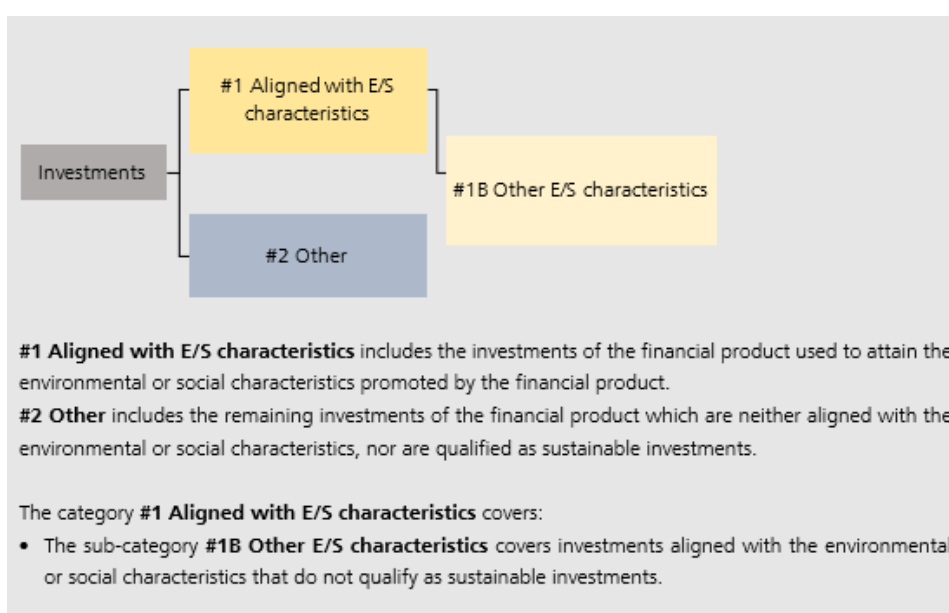 #1 Aligned with E/S
characteristics
Investments
#1B Other E/S characteristics
#2 Other
#1 Aligned with E/S characteristics includes the investments of the financial product used to attain the
environmental or social characteristics promoted by the financial product.
#2 Other includes the remaining investments of the financial product which are neither aligned with the
environmental or social characteristics, nor are qualified as sustainable investments.
The category #1 Aligned with E/S characteristics covers:
• The sub-category #1B Other E/S characteristics covers investments aligned with the environmental
or social characteristics that do not qualify as sustainable investments.